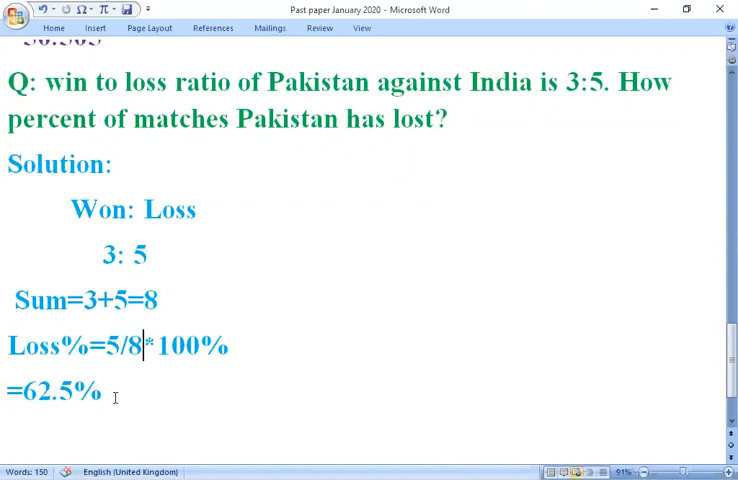 Past paper January 2020 - Microsoft Word
Home Insert Page Layout References Mailings Review View
Q: win to loss ratio of Pakistan against India is 3:5. How
percent of matches Pakistan has lost?
Solution:
Won: Loss
3: 5
Sum=3+5=8
Loss%=5/8*100%
=62.5%
Words: 150 English (United Kingdom) 91%